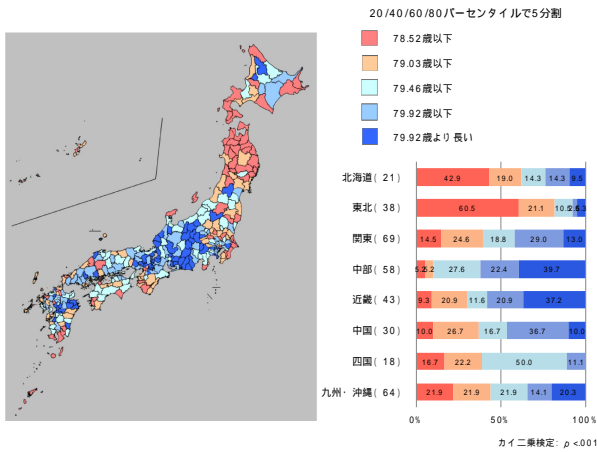 20/40/60/80パーセンタイルで5分割
78.52歳以下
79.03歳以下
79.46歳以下
79.92歳以下
79.92歳より長い
北海道( 21) 42.9 19.0 14.3 14.3 9.5
東北( 38) 60.5 21.1 10.5
関東( 69) 14.5 24.6 18.8 29.0 13.0
中部( 58) 27.6 22.4 39.7
近畿( 43) 9.3 20.9 11.6 20.9 37.2
中国( 30) 10.0 26.7 16.7 36.7 10.0
四国( 18) 16.7 22.2 50.0 11.1
九州・沖縄( 64) 21.9 21.9 21.9 14.1 20.3
0% 50% 100%
カイ二乗検定: p <.001